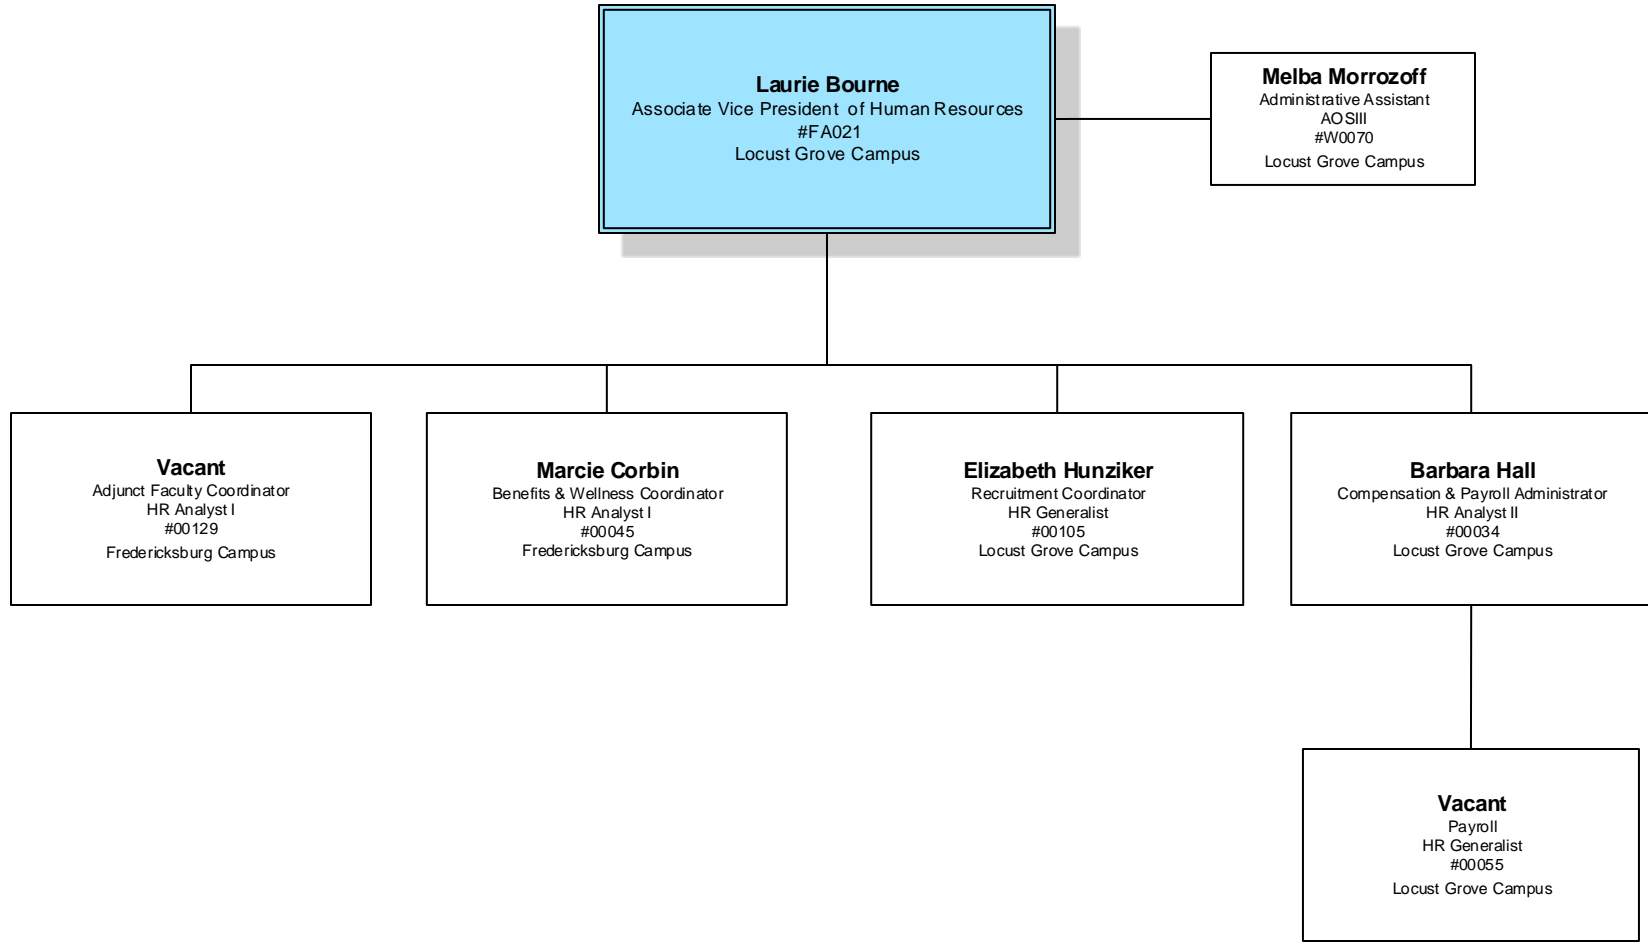 Laurie Bourne
Associate Vice President of Human Resources
#FA021
Locust Grove Campus
Melba Morrozoff
Administrative Assistant
AOSIII
#W0070
Locust Grove Campus
Vacant
Adjunct Faculty Coordinator
HR Analyst I
#00129
Fredericksburg Campus
Marcie Corbin
Benefits & Wellness Coordinator
HR Analyst I
#00045
Fredericksburg Campus
Elizabeth Hunziker
Recruitment Coordinator
HR Generalist
#00105
Locust Grove Campus
Barbara Hall
Compensation & Payroll Administrator
HR Analyst II
#00034
Locust Grove Campus
Vacant
Payroll
HR Generalist
#00055
Locust Grove Campus